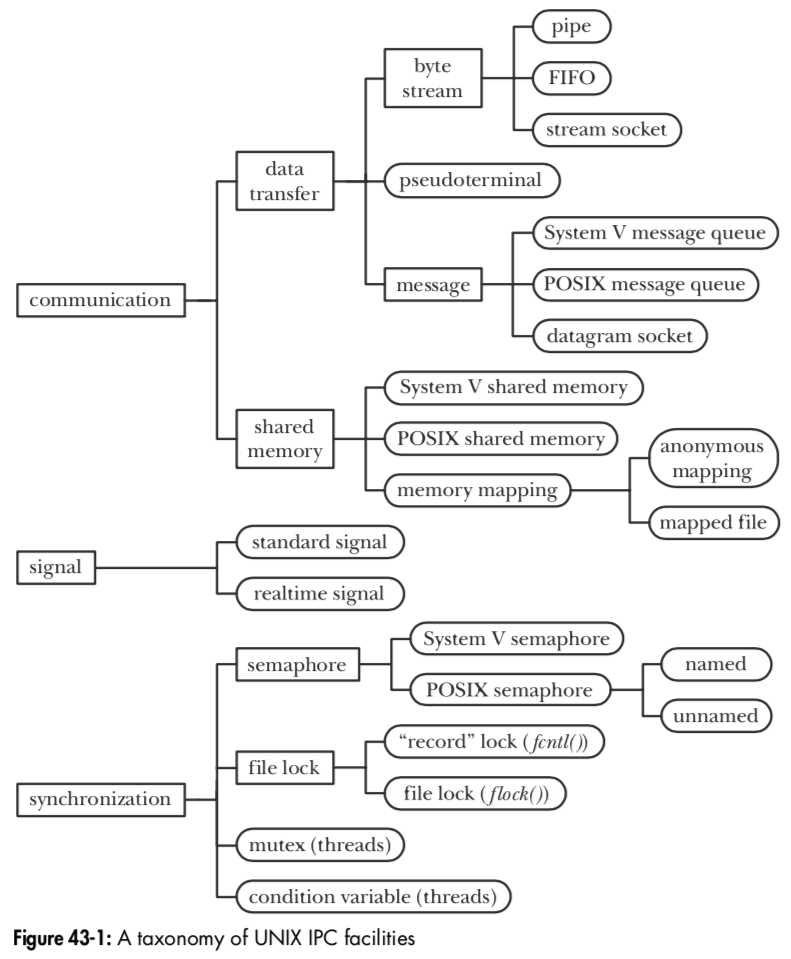 pipe
byte
stream
FIFO
stream socket
data
transfer
pseudoterminal
System V message queue
message
POSIX message queue
datagram socket
communication
System V shared memory
shared
memory
POSIX shared memory
anonymous
mapping
memory mapping
mapped file
standard signal
signal
realtime signal
System V semaphore
semaphore
named
POSIX semaphore
unnamed
“record” lock (fcntl())
file lock
file lock (flock())
synchronization
mutex (threads)
condition variable (threads)
Figure 43-1: A taxonomy of UNIX IPC facilities